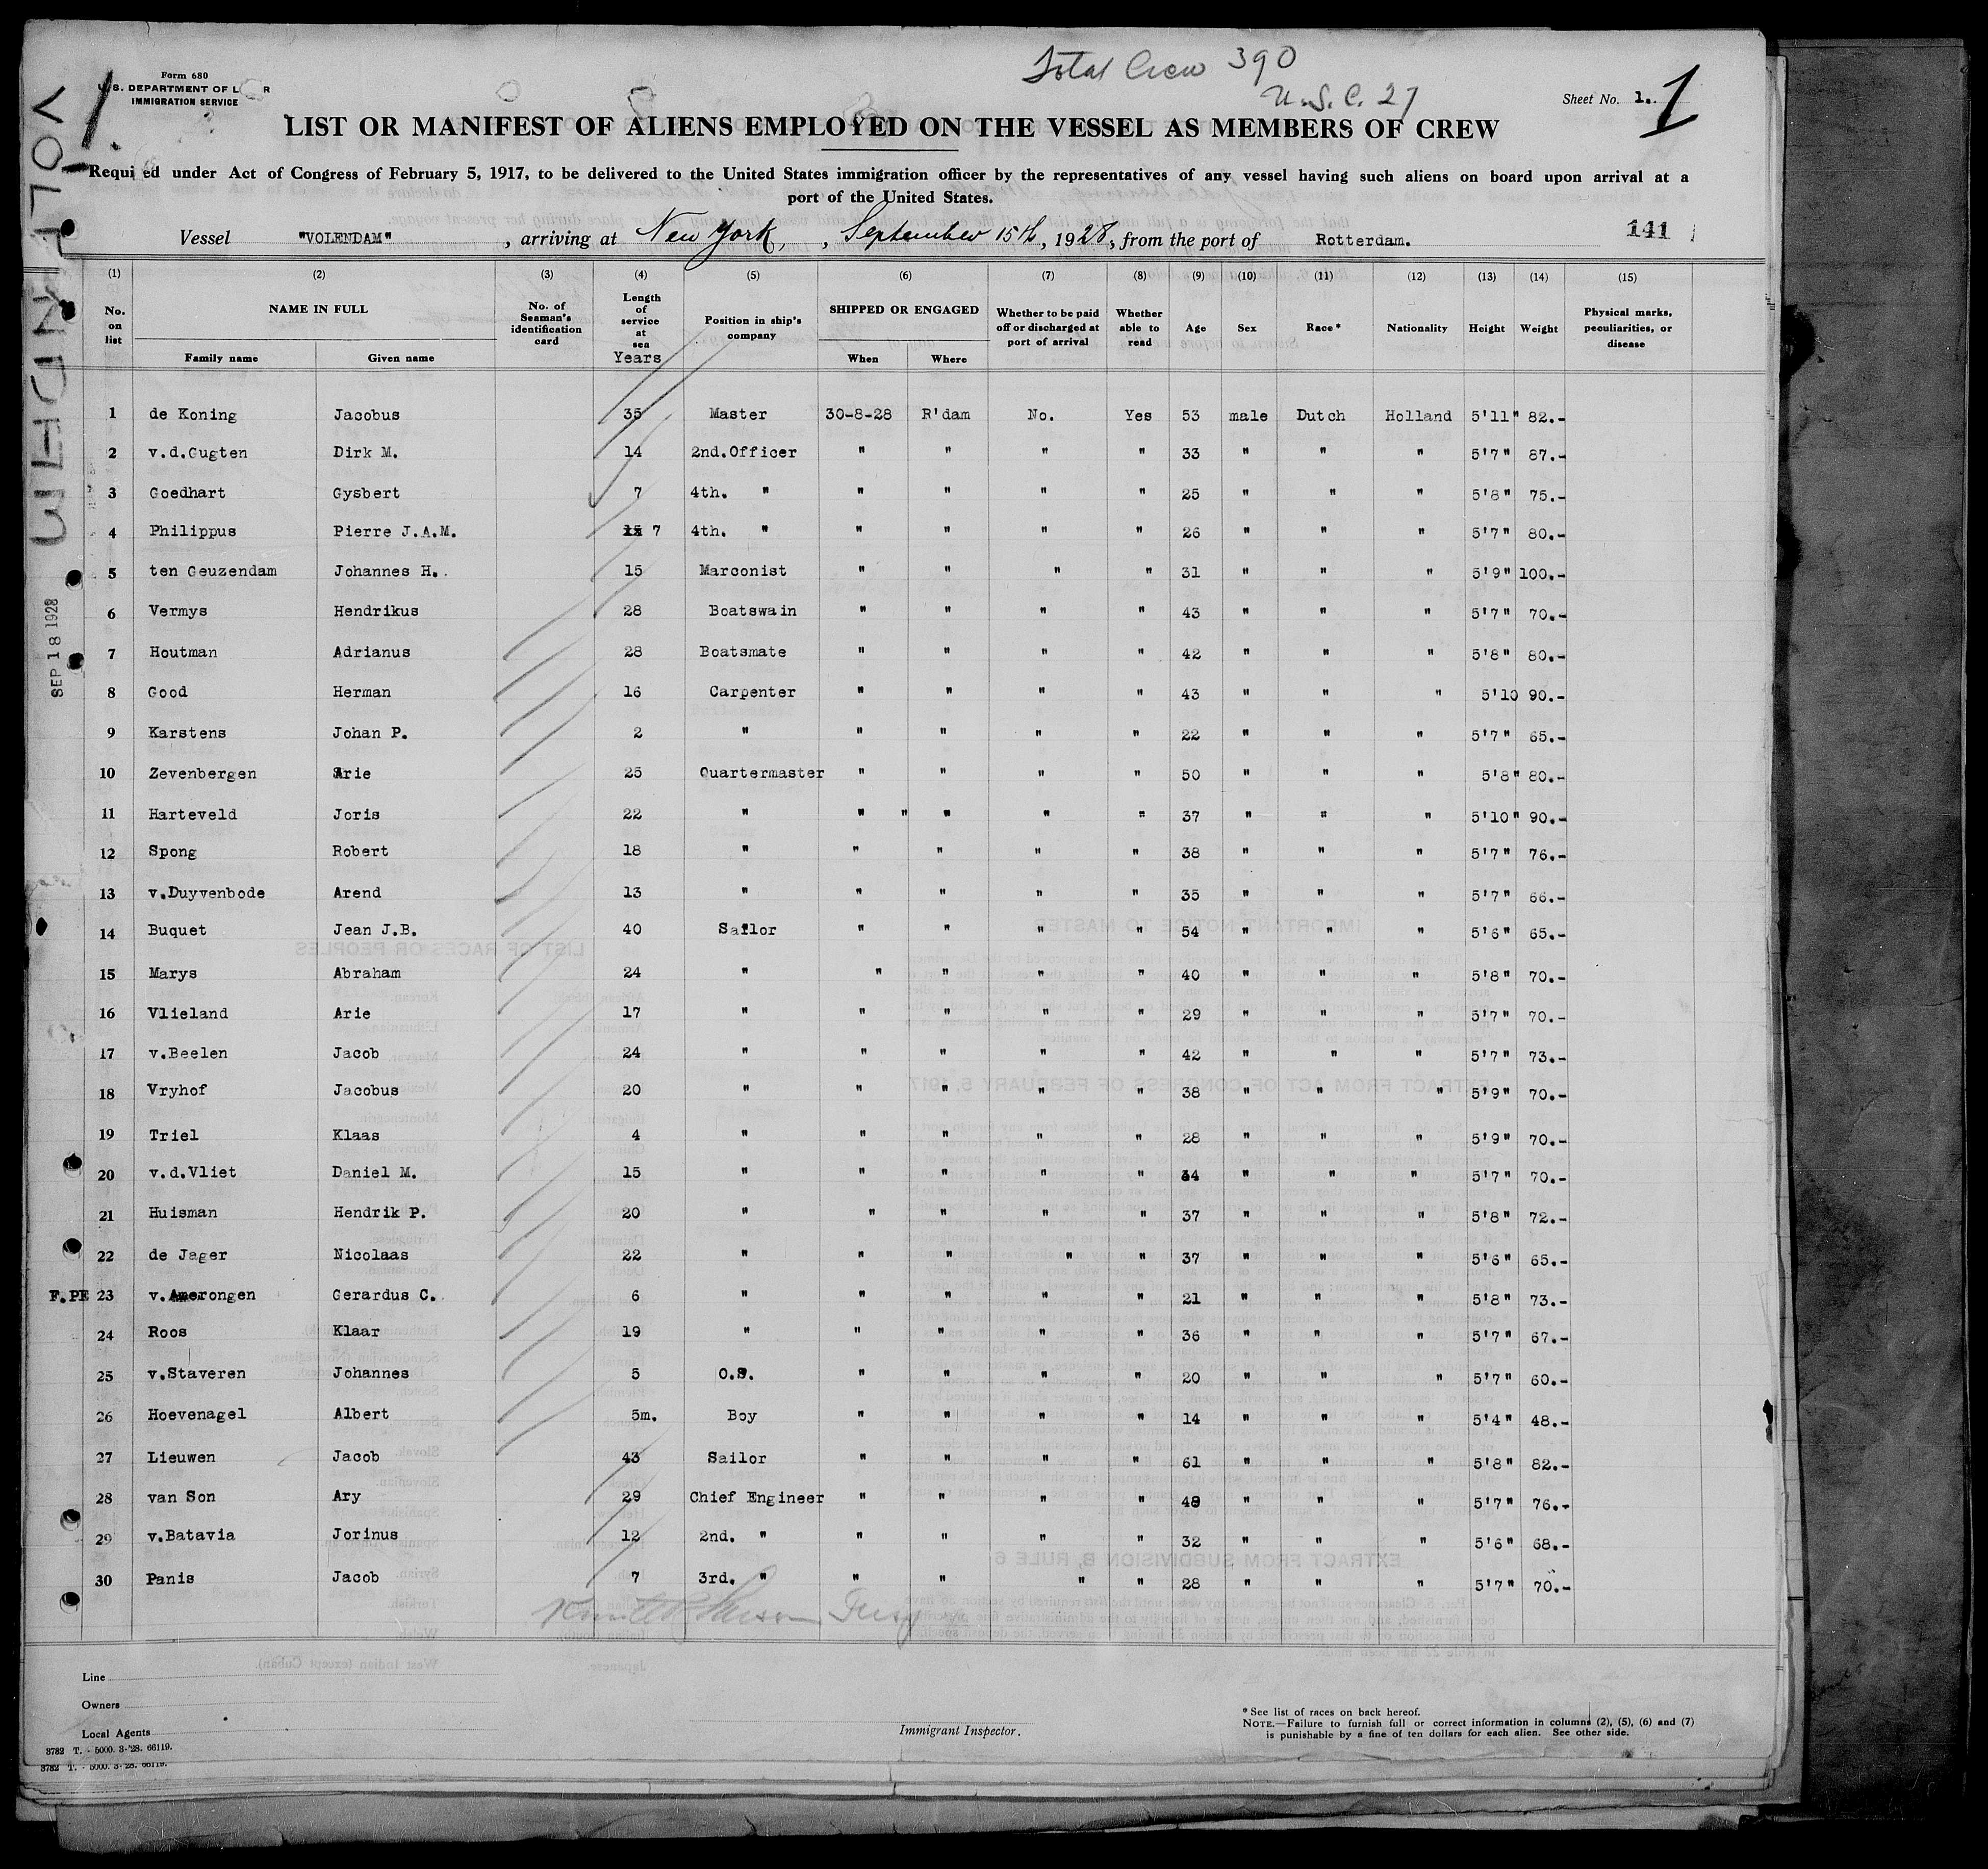 Total Crew 390
U.S.C. 27
Form 680
U.S. DEPARTMENT OF L R
IMMIGRATION SERVICE
Sheet No. 1.
1
LIST OR MANIFEST OF ALIENS EMPLOYED ON THE VESSEL AS MEMBERS OF CREW
Required under Act of Congress of February 5, 1917, to be delivered to the United States immigration officer by the representatives of any vessel having such aliens on board upon arrival at a
port of the United States.
Vessel "VOLENDAM", arriving at New York, September 15th, 1928, from the port of Rotterdam. 141
(1) (2) (3) (4) (5) (6) (7) (8) (9) (10) (11) (12) (13) (14) (15)
No. on list NAME IN FULL Family name Given name No. of Seaman's identification card Length of service at sea Years Position in ship's company SHIPPED OR ENGAGED When Where Whether to be paid off or discharged at port of arrival Whether able to read Age Sex Race* Nationality Height Weight Physical marks, peculiarities, or disease
1 de Koning Jacobus 35 Master 30-8-28 R'dam No. Yes 53 male Dutch Holland 5'11" 82.-
2 v.d.Gugten Dirk M. 14 2nd.Officer " " " " 33 " " " 5'7" 87.-
3 Goedhart Gysbert 7 4th. " " " " " 25 " " " 5'8" 75.-
4 Philippus Pierre J.A.M. 7 4th. " " " " " 26 " " " 5'7" 80.-
5 ten Geuzendam Johannes H. 15 Marconist " " " " 31 " " " 5'9" 100.-
6 Vermys Hendrikus 28 Boatswain " " " " 43 " " " 5'7" 70.-
7 Houtman Adrianus 28 Boatsmate " " " " 42 " " " 5'8" 80.-
8 Good Herman 16 Carpenter " " " " 43 " " " 5'10 90.-
9 Karstens Johan P. 2 " " " " " 22 " " " 5'7" 65.-
10 Zevenbergen Arie 25 Quartermaster " " " " 50 " " " 5'8" 80.-
11 Harteveld Joris 22 " " " " " " 37 " " " 5'10" 90.-
12 Spong Robert 18 " " " " " 38 " " " 5'7" 76.-
13 v.Duyvenbode Arend 13 " " " " " 35 " " " 5'7" 66.-
14 Buquet Jean J.B. 40 Sailor " " " " 54 " " " 5'6" 65.-
15 Marys Abraham 24 " " " " " 40 " " " 5'8" 70.-
16 Vlieland Arie 17 " " " " " 29 " " " 5'7" 70.-
17 v.Beelen Jacob 24 " " " " " 42 " " " 5'7" 73.-
18 Vryhof Jacobus 20 " " " " " 38 " " " 5'9" 70.-
19 Triel Klaas 4 " " " " " 28 " " " 5'9" 70.-
20 v.d.Vliet Daniel M. 15 " " " " " 34 " " " 5'7" 70.-
21 Huisman Hendrik P. 20 " " " " " 37 " " " 5'8" 72.-
22 de Jager Nicolaas 22 " " " " " 37 " " " 5'6" 65.-
F.PE 23 v.Amerongen Gerardus C. 6 " " " " " 21 " " " 5'8" 73.-
24 Roos Klaar 19 " " " " " 36 " " " 5'7" 67.-
25 v.Staveren Johannes 5 O.S. " " " " 20 " " " 5'7" 60.-
26 Hoevenagel Albert 5m. Boy " " " " 14 " " " 5'4" 48.-
27 Lieuwen Jacob 43 Sailor " " " " 61 " " " 5'8" 82.-
28 van Son Ary 29 Chief Engineer " " " " 48 " " " 5'7" 76.-
29 v.Batavia Jorinus 12 2nd. " " " " " 32 " " " 5'6" 68.-
30 Panis Jacob 7 3rd. " " " " " 28 " " " 5'7" 70.-
Line
Owners
Local Agents
Immigrant Inspector.
* See list of races on back hereof.
NOTE.—Failure to furnish full or correct information in columns (2), (5), (6) and (7)
is punishable by a fine of ten dollars for each alien. See other side.
3782 T. - 5000. 3-'28. 66119.
3782 T. - 5000. 3-'28. 66119.
VOLENDAM
SEP 18 1928